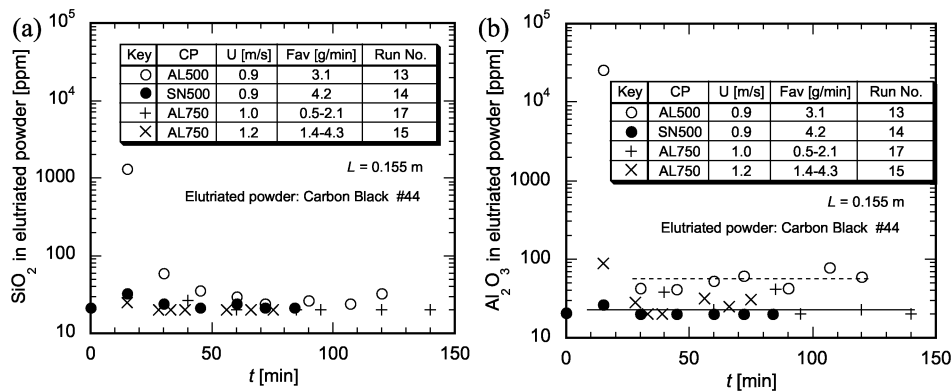 (a)
SiO2 in elutriated powder [ppm]
10^5
10^4
1000
100
10
Key CP U [m/s] Fav [g/min] Run No.
○ AL500 0.9 3.1 13
● SN500 0.9 4.2 14
+ AL750 1.0 0.5-2.1 17
× AL750 1.2 1.4-4.3 15
L = 0.155 m
Elutriated powder: Carbon Black #44
0 50 100 150
t [min]
(b)
Al2O3 in elutriated powder [ppm]
10^5
10^4
1000
100
10
Key CP U [m/s] Fav [g/min] Run No.
○ AL500 0.9 3.1 13
● SN500 0.9 4.2 14
+ AL750 1.0 0.5-2.1 17
× AL750 1.2 1.4-4.3 15
L = 0.155 m
Elutriated powder: Carbon Black #44
0 50 100 150
t [min]